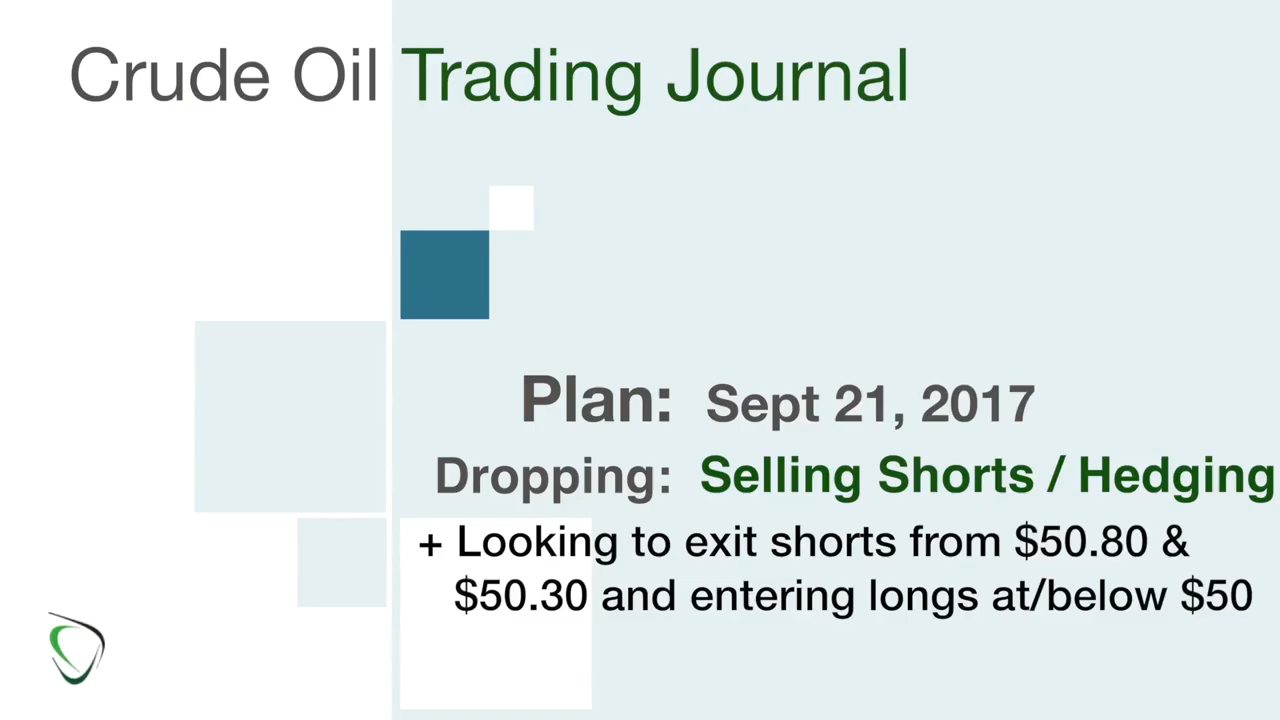 Crude Oil Trading Journal
Plan: Sept 21, 2017
Dropping: Selling Shorts / Hedging
+ Looking to exit shorts from $50.80 &
$50.30 and entering longs at/below $50